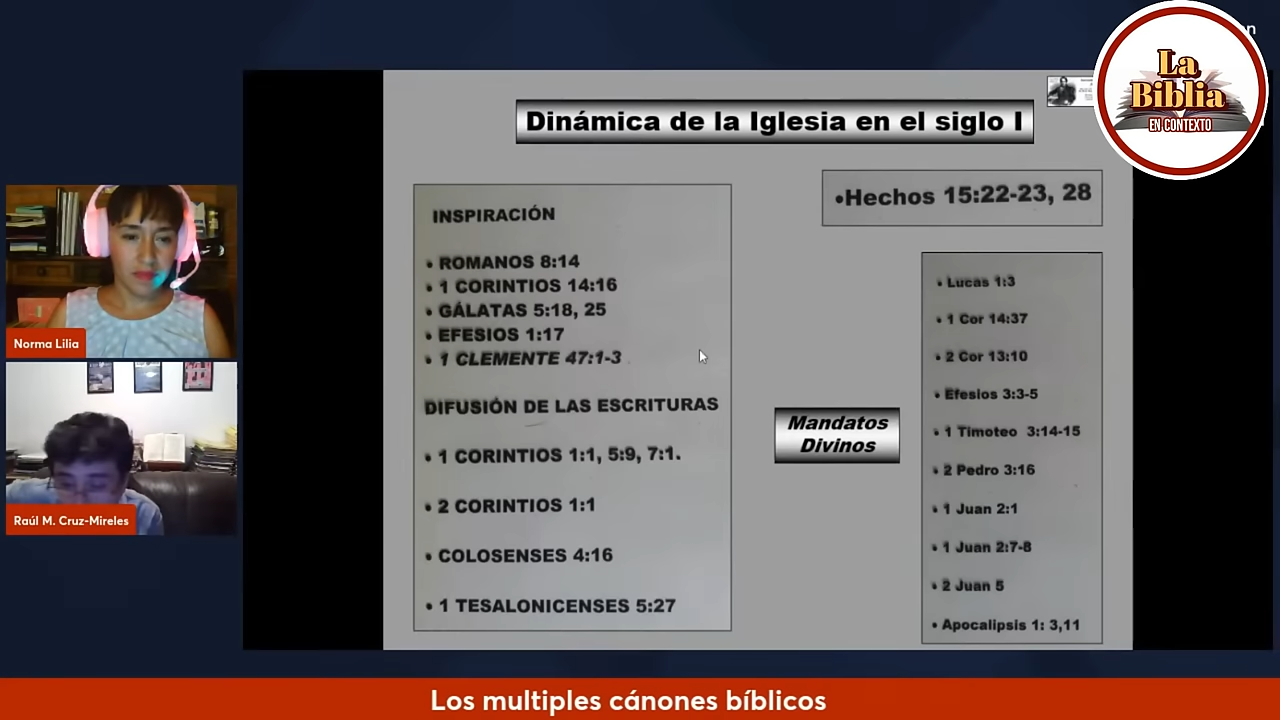 La
Biblia
EN CONTEXTO
Dinámica de la Iglesia en el siglo I
•Hechos 15:22-23, 28
INSPIRACIÓN
• ROMANOS 8:14
• 1 CORINTIOS 14:16
• GÁLATAS 5:18, 25
• EFESIOS 1:17
• 1 CLEMENTE 47:1-3
DIFUSIÓN DE LAS ESCRITURAS
• 1 CORINTIOS 1:1, 5:9, 7:1.
• 2 CORINTIOS 1:1
• COLOSENSES 4:16
• 1 TESALONICENSES 5:27
Mandatos
Divinos
• Lucas 1:3
• 1 Cor 14:37
• 2 Cor 13:10
• Efesios 3:3-5
• 1 Timoteo 3:14-15
• 2 Pedro 3:16
• 1 Juan 2:1
• 1 Juan 2:7-8
• 2 Juan 5
• Apocalipsis 1: 3,11
Norma Lilia
Raúl M. Cruz-Mireles
Los multiples cánones bíblicos